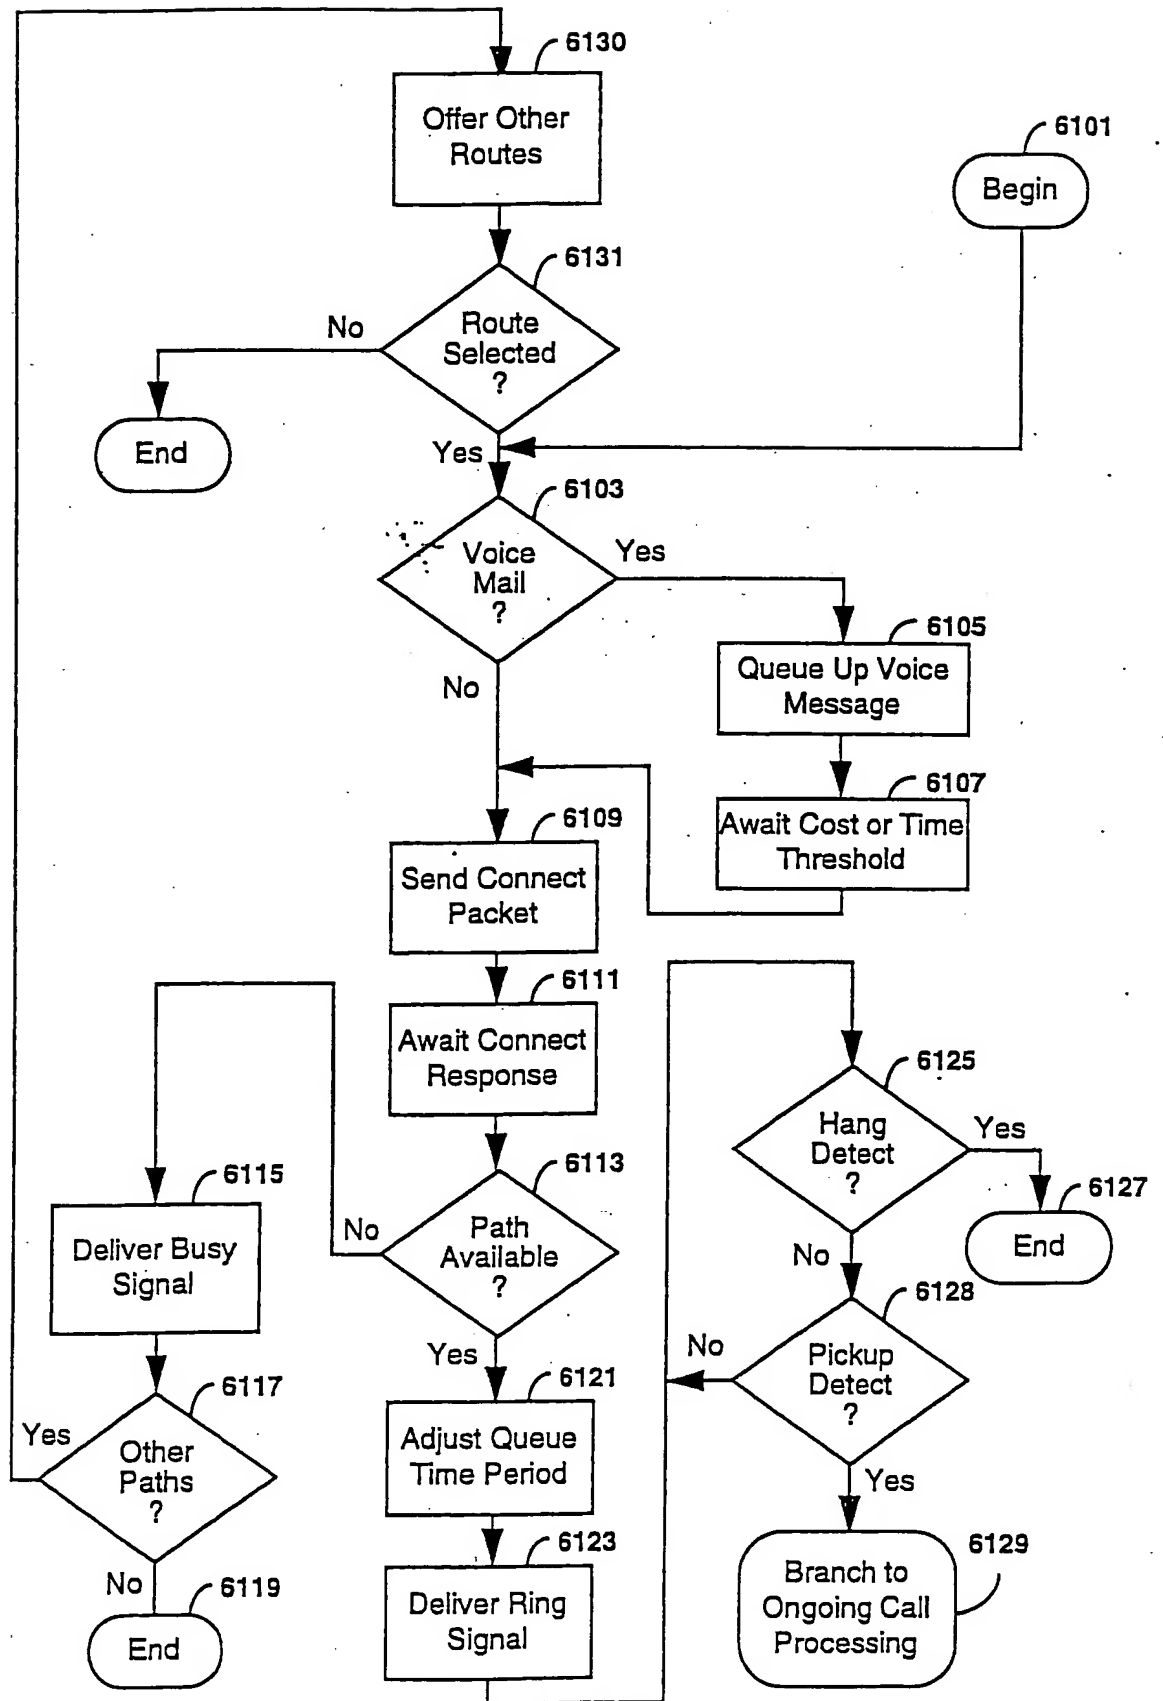 6130
Offer Other
Routes
6101
Begin
6131
Route
Selected
?
No
End
Yes
6103
Voice
Mail
?
Yes
No
6105
Queue Up Voice
Message
6107
Await Cost or Time
Threshold
6109
Send Connect
Packet
6111
Await Connect
Response
6113
Path
Available
?
No
Yes
6115
Deliver Busy
Signal
6117
Other
Paths
?
Yes
No
6119
End
6121
Adjust Queue
Time Period
6123
Deliver Ring
Signal
6125
Hang
Detect
?
Yes
6127
End
No
6128
Pickup
Detect
?
No
Yes
6129
Branch to
Ongoing Call
Processing